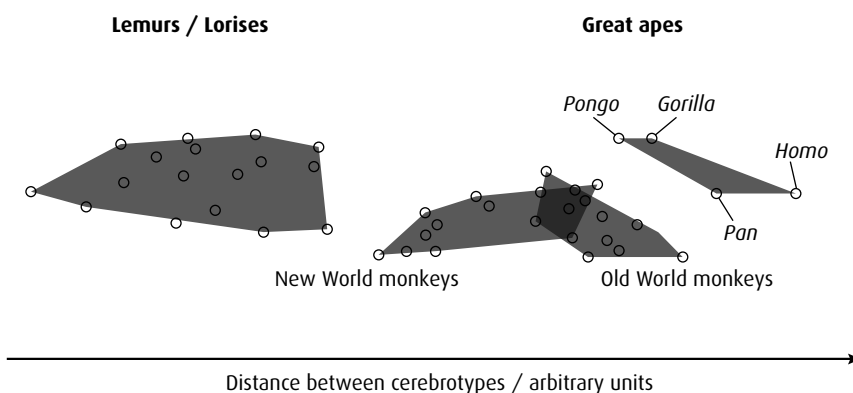 Lemurs / Lorises
Great apes
Pongo
Gorilla
Homo
Pan
New World monkeys
Old World monkeys
Distance between cerebrotypes / arbitrary units